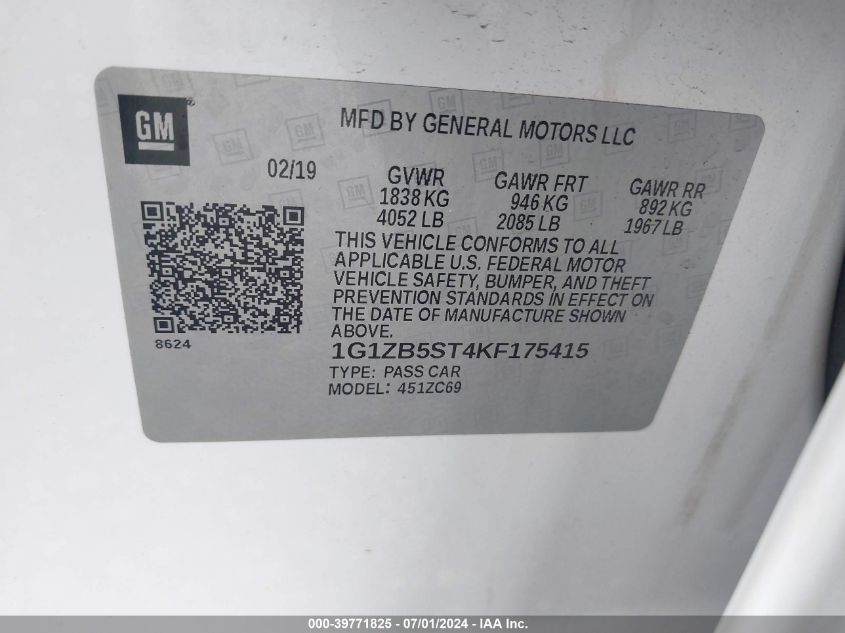 GM
MFD BY GENERAL MOTORS LLC
02/19
GVWR
1838 KG
4052 LB
GAWR FRT
946 KG
2085 LB
GAWR RR
892 KG
1967 LB
THIS VEHICLE CONFORMS TO ALL
APPLICABLE U.S. FEDERAL MOTOR
VEHICLE SAFETY, BUMPER, AND THEFT
PREVENTION STANDARDS IN EFFECT ON
THE DATE OF MANUFACTURE SHOWN
ABOVE.
8624
1G1ZB5ST4KF175415
TYPE: PASS CAR
MODEL: 451ZC69
000-39771825 / 07/01/2024 - IAA Inc.